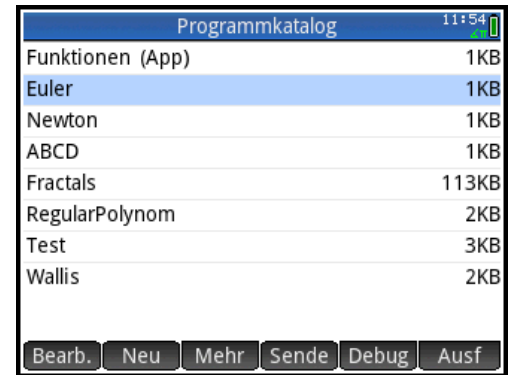 Programmkatalog 11:54
∠π
Funktionen (App) 1KB
Euler 1KB
Newton 1KB
ABCD 1KB
Fractals 113KB
RegularPolynom 2KB
Test 3KB
Wallis 2KB
Bearb. Neu Mehr Sende Debug Ausf